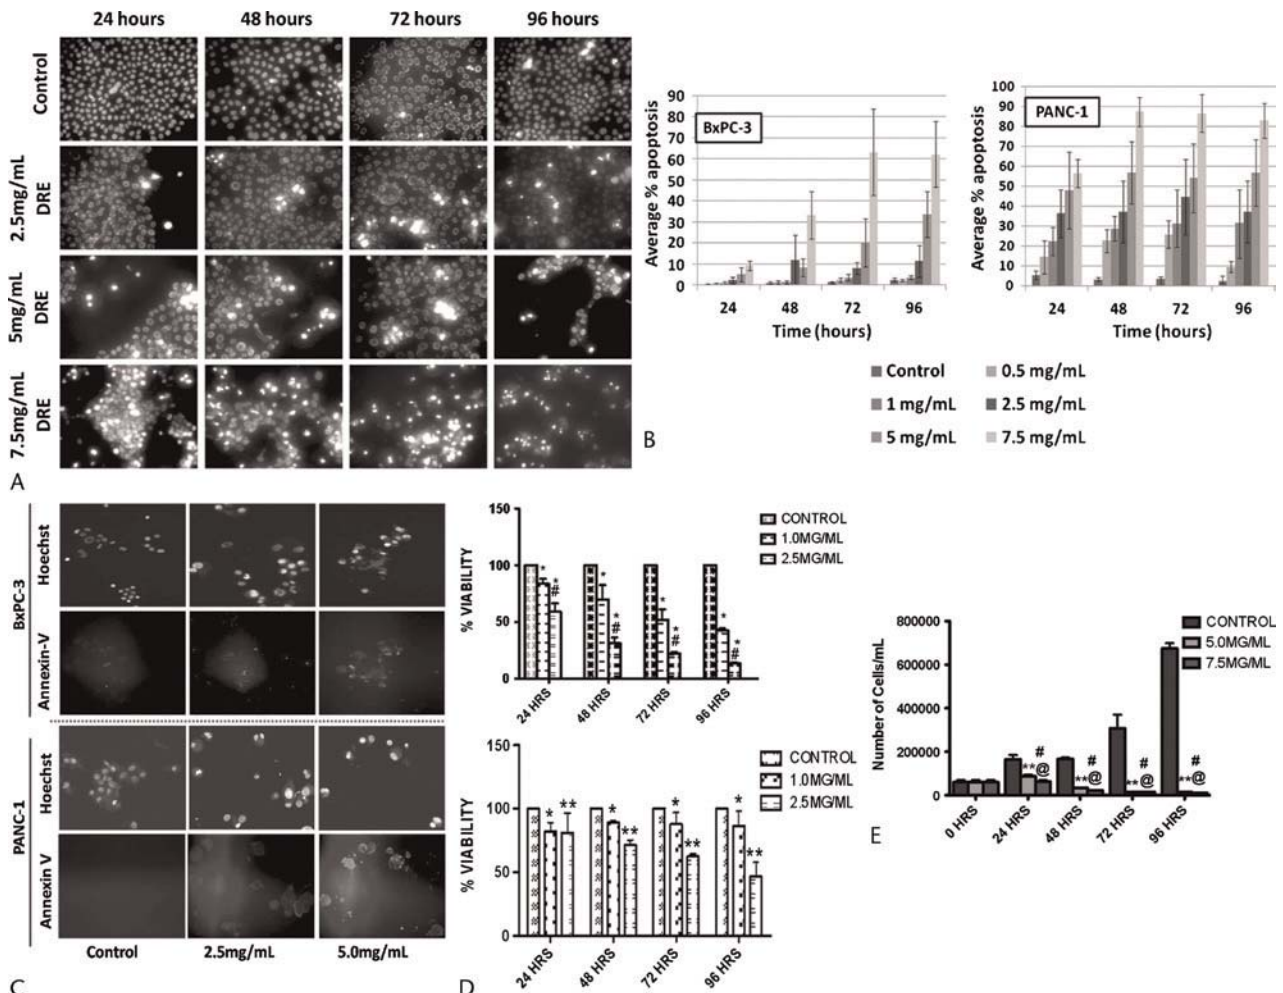 24 hours 48 hours 72 hours 96 hours
Control
2.5mg/mL
DRE
5mg/mL
DRE
7.5mg/mL
DRE
A
90
80
70
60
50
40
30
20
10
0
Average % apoptosis
BxPC-3
24 48 72 96
Time (hours)
100
90
80
70
60
50
40
30
20
10
0
Average % apoptosis
PANC-1
24 48 72 96
Time (hours)
Control 0.5 mg/mL
1 mg/mL 2.5 mg/mL
5 mg/mL 7.5 mg/mL
B
BxPC-3
Hoechst
Annexin-V
PANC-1
Hoechst
Annexin V
Control 2.5mg/mL 5.0mg/mL
C
150
100
50
0
% VIABILITY
CONTROL
1.0MG/ML
2.5MG/ML
* * # * * # * * # * * #
24 HRS 48 HRS 72 HRS 96 HRS
150
100
50
0
% VIABILITY
CONTROL
1.0MG/ML
2.5MG/ML
* ** * ** * ** * **
24 HRS 48 HRS 72 HRS 96 HRS
D
800000
600000
400000
200000
0
Number of Cells/mL
CONTROL
5.0MG/ML
7.5MG/ML
# # # #
**@ **@ **@ **@
0 HRS 24 HRS 48 HRS 72 HRS 96 HRS
E